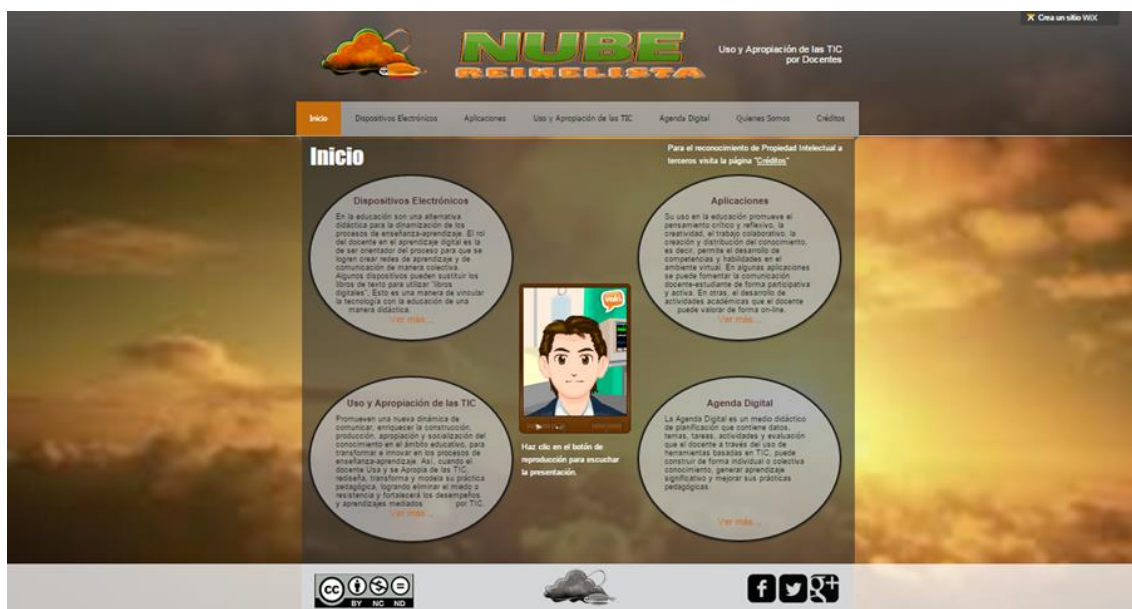 Crea un sitio WiX
NUBE
REIKELISTA
Uso y Apropiación de las TIC
por Docentes
Inicio
Dispositivos Electrónicos
Aplicaciones
Uso y Apropiación de las TIC
Agenda Digital
Quienes Somos
Créditos
Inicio
Para el reconocimiento de Propiedad Intelectual a
terceros visita la página "Créditos"
Dispositivos Electrónicos
En la educación son una alternativa
didáctica para la dinamización de los
procesos de enseñanza-aprendizaje. El rol
del docente en el aprendizaje digital es la
de ser orientador del proceso para que se
logren crear redes de aprendizaje y de
comunicación de manera colectiva.
Algunos dispositivos pueden sustituir los
libros de texto para utilizar "libros
digitales", Esto es una manera de vincular
la tecnología con la educación de una
manera didáctica.
Ver más...
Aplicaciones
Su uso en la educación promueve el
pensamiento crítico y reflexivo, la
creatividad, el trabajo colaborativo, la
creación y distribución del conocimiento,
es decir, permite el desarrollo de
competencias y habilidades en el
ambiente virtual. En algunas aplicaciones
se puede fomentar la comunicación
docente-estudiante de forma participativa
y activa. En otras, el desarrollo de
actividades académicas que el docente
puede valorar de forma on-line.
Ver más...
voki
Haz clic en el botón de
reproducción para escuchar
la presentación.
Uso y Apropiación de las TIC
Promueven una nueva dinámica de
comunicar, enriquecer la construcción,
producción, apropiación y socialización del
conocimiento en el ámbito educativo, para
transformar e innovar en los procesos de
enseñanza-aprendizaje. Así, cuando el
docente Usa y se Apropia de las TIC,
rediseña, transforma y modela su práctica
pedagógica, logrando eliminar el miedo o
resistencia y fortalecerá los desempeños
y aprendizajes mediados por TIC.
Ver más...
Agenda Digital
La Agenda Digital es un medio didáctico
de planificación que contiene datos,
temas, tareas, actividades y evaluación
que el docente a través del uso de
herramientas basadas en TIC, puede
construir de forma individual o colectiva
conocimiento, generar aprendizaje
significativo y mejorar sus prácticas
pedagógicas.
Ver más...
cc
BY NC ND
f
g+